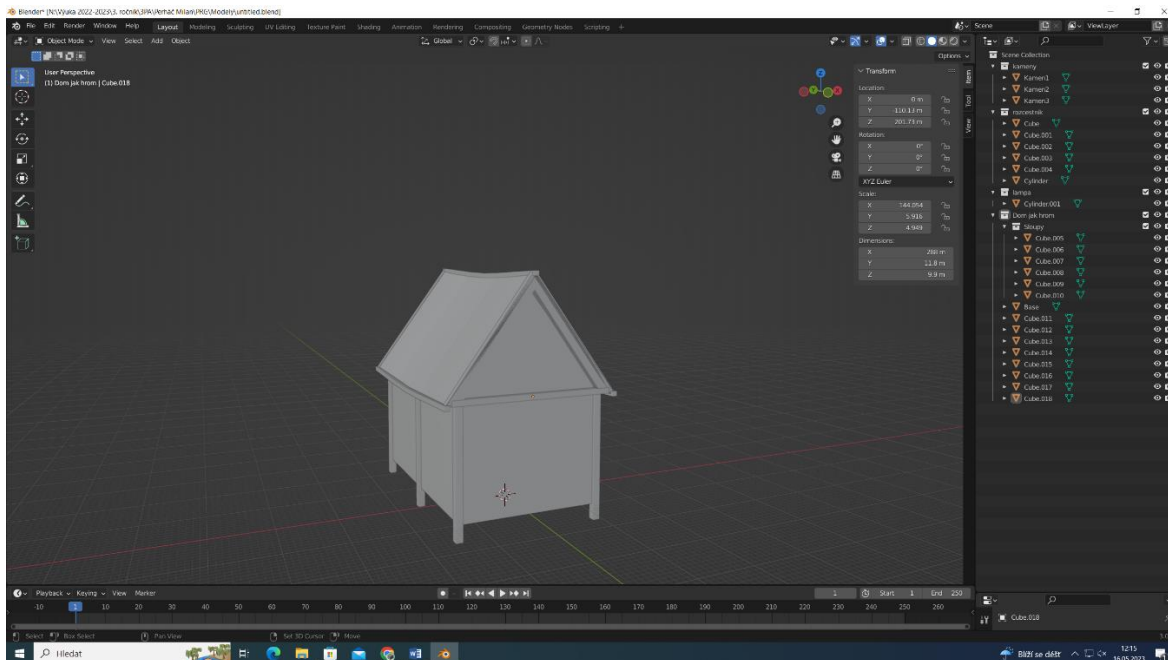 Blender* [N:\Výuka 2022-2023\3. ročník\3PA\Perháč Milan\PRG\Modely\untitled.blend]
File Edit Render Window Help Layout Modeling Sculpting UV Editing Texture Paint Shading Animation Rendering Compositing Geometry Nodes Scripting + Scene ViewLayer
Object Mode View Select Add Object Global
Options
User Perspective
(1) Dom jak hrom | Cube.018
Transform
Location:
X 0 m
Y -110.13 m
Z 201.73 m
Rotation:
X 0°
Y 0°
Z 0°
XYZ Euler
Scale:
X 144.054
Y 5.916
Z 4.949
Dimensions:
X 288 m
Y 11.8 m
Z 9.9 m
Item
Tool
View
Z
Scene Collection
kameny
Kamen1
Kamen2
Kamen3
rozcestnik
Cube
Cube.001
Cube.002
Cube.003
Cube.004
Cylinder
lampa
Cylinder.001
Dom jak hrom
Sloupy
Cube.005
Cube.006
Cube.007
Cube.008
Cube.009
Cube.010
Base
Cube.011
Cube.012
Cube.013
Cube.014
Cube.015
Cube.016
Cube.017
Cube.018
Cube.018
Playback Keying View Marker 1 Start 1 End 250
-10 1 10 20 30 40 50 60 70 80 90 100 110 120 130 140 150 160 170 180 190 200 210 220 230 240 250 260
Select Box Select Pan View Set 3D Cursor Move
Hledat Blíží se déšť 12:15
16.05.2023